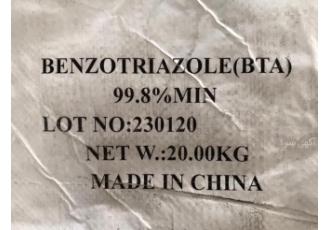 BENZOTRIAZOLE(BTA)
99.8%MIN
LOT NO:230120
NET W.:20.00KG
MADE IN CHINA